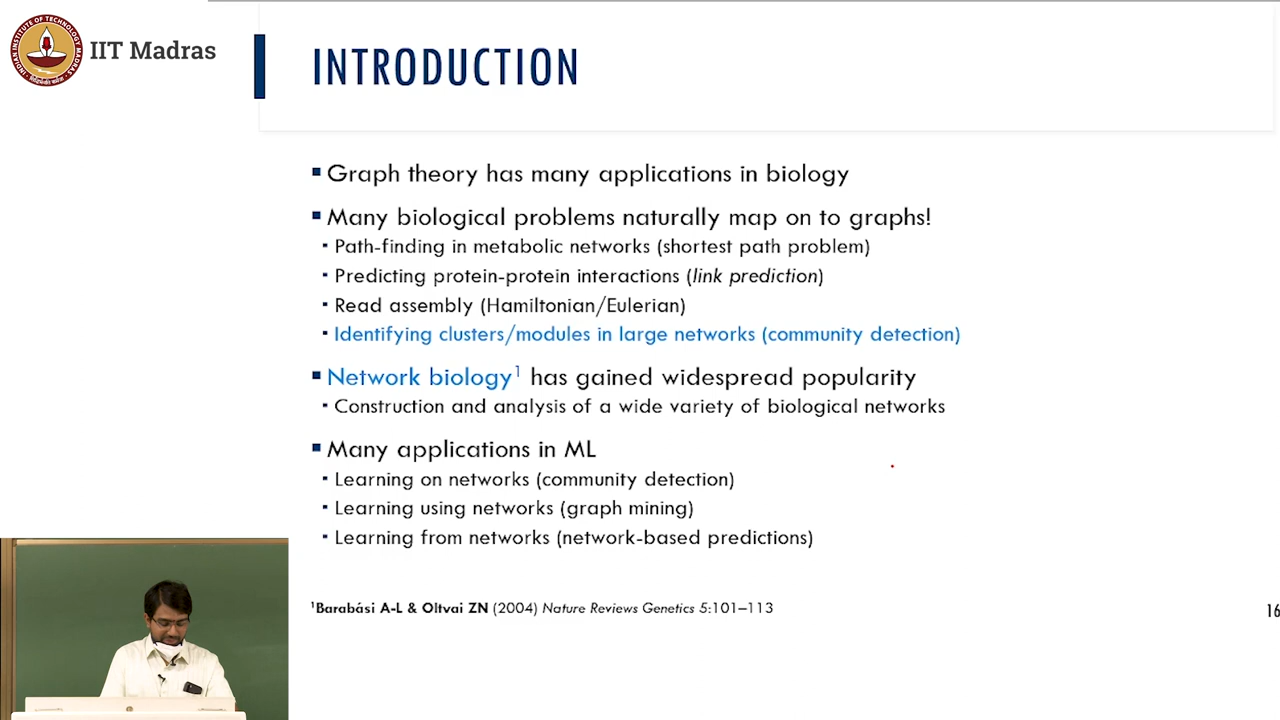 IIT Madras
INTRODUCTION
▪ Graph theory has many applications in biology
▪ Many biological problems naturally map on to graphs!
▪ Path-finding in metabolic networks (shortest path problem)
▪ Predicting protein-protein interactions (link prediction)
▪ Read assembly (Hamiltonian/Eulerian)
▪ Identifying clusters/modules in large networks (community detection)
▪ Network biology¹ has gained widespread popularity
▪ Construction and analysis of a wide variety of biological networks
▪ Many applications in ML
▪ Learning on networks (community detection)
▪ Learning using networks (graph mining)
▪ Learning from networks (network-based predictions)
¹Barabási A-L & Oltvai ZN (2004) Nature Reviews Genetics 5:101–113
16